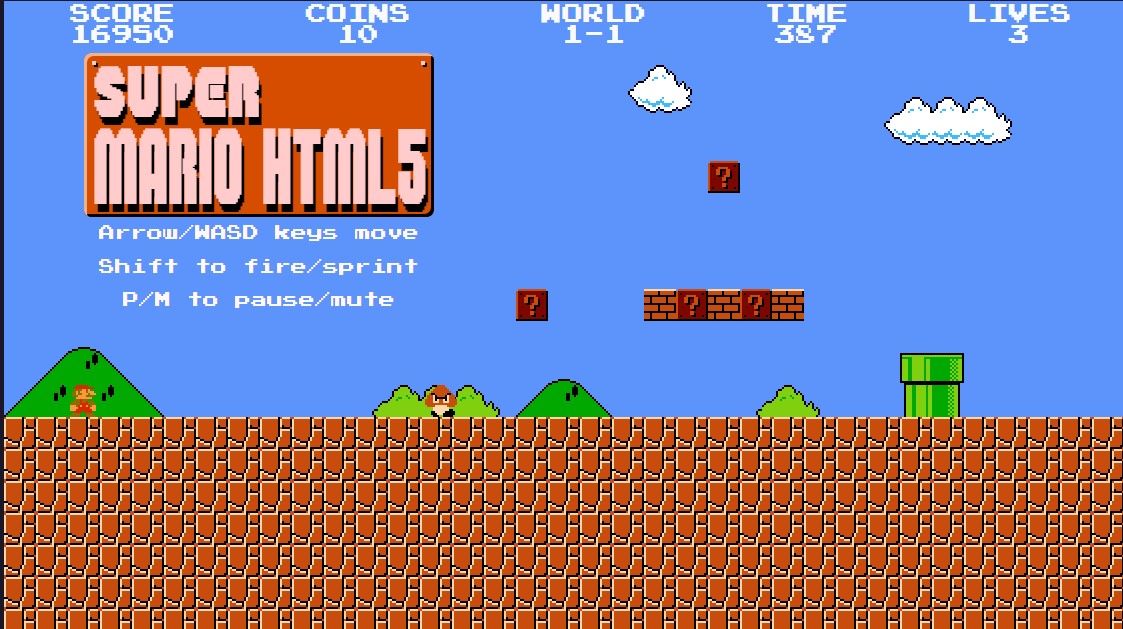 SCORE COINS WORLD TIME LIVES
16950 10 1-1 387 3
SUPER
MARIO HTML5
Arrow/WASD keys move
Shift to fire/sprint
P/M to pause/mute
?
? ? ?